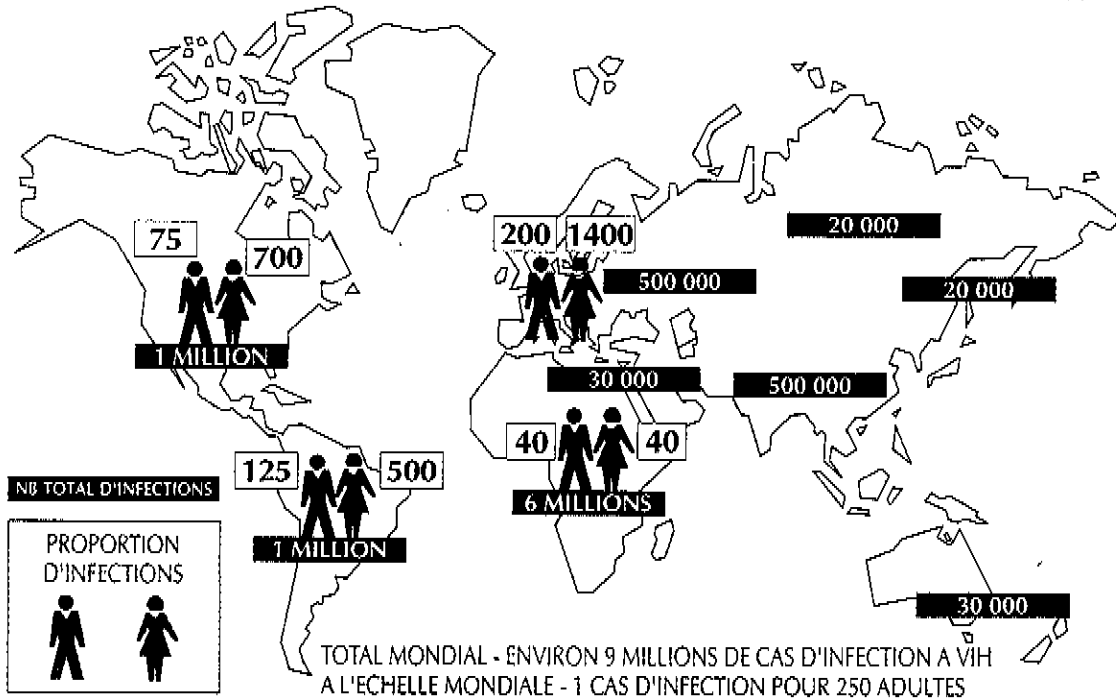 75
700
1 MILLION
200 1400
500 000
20 000
20 000
30 000
500 000
40
40
6 MILLIONS
125
500
1 MILLION
30 000
NB TOTAL D'INFECTIONS
PROPORTION
D'INFECTIONS
TOTAL MONDIAL - ENVIRON 9 MILLIONS DE CAS D'INFECTION A VIH
A L'ECHELLE MONDIALE - 1 CAS D'INFECTION POUR 250 ADULTES